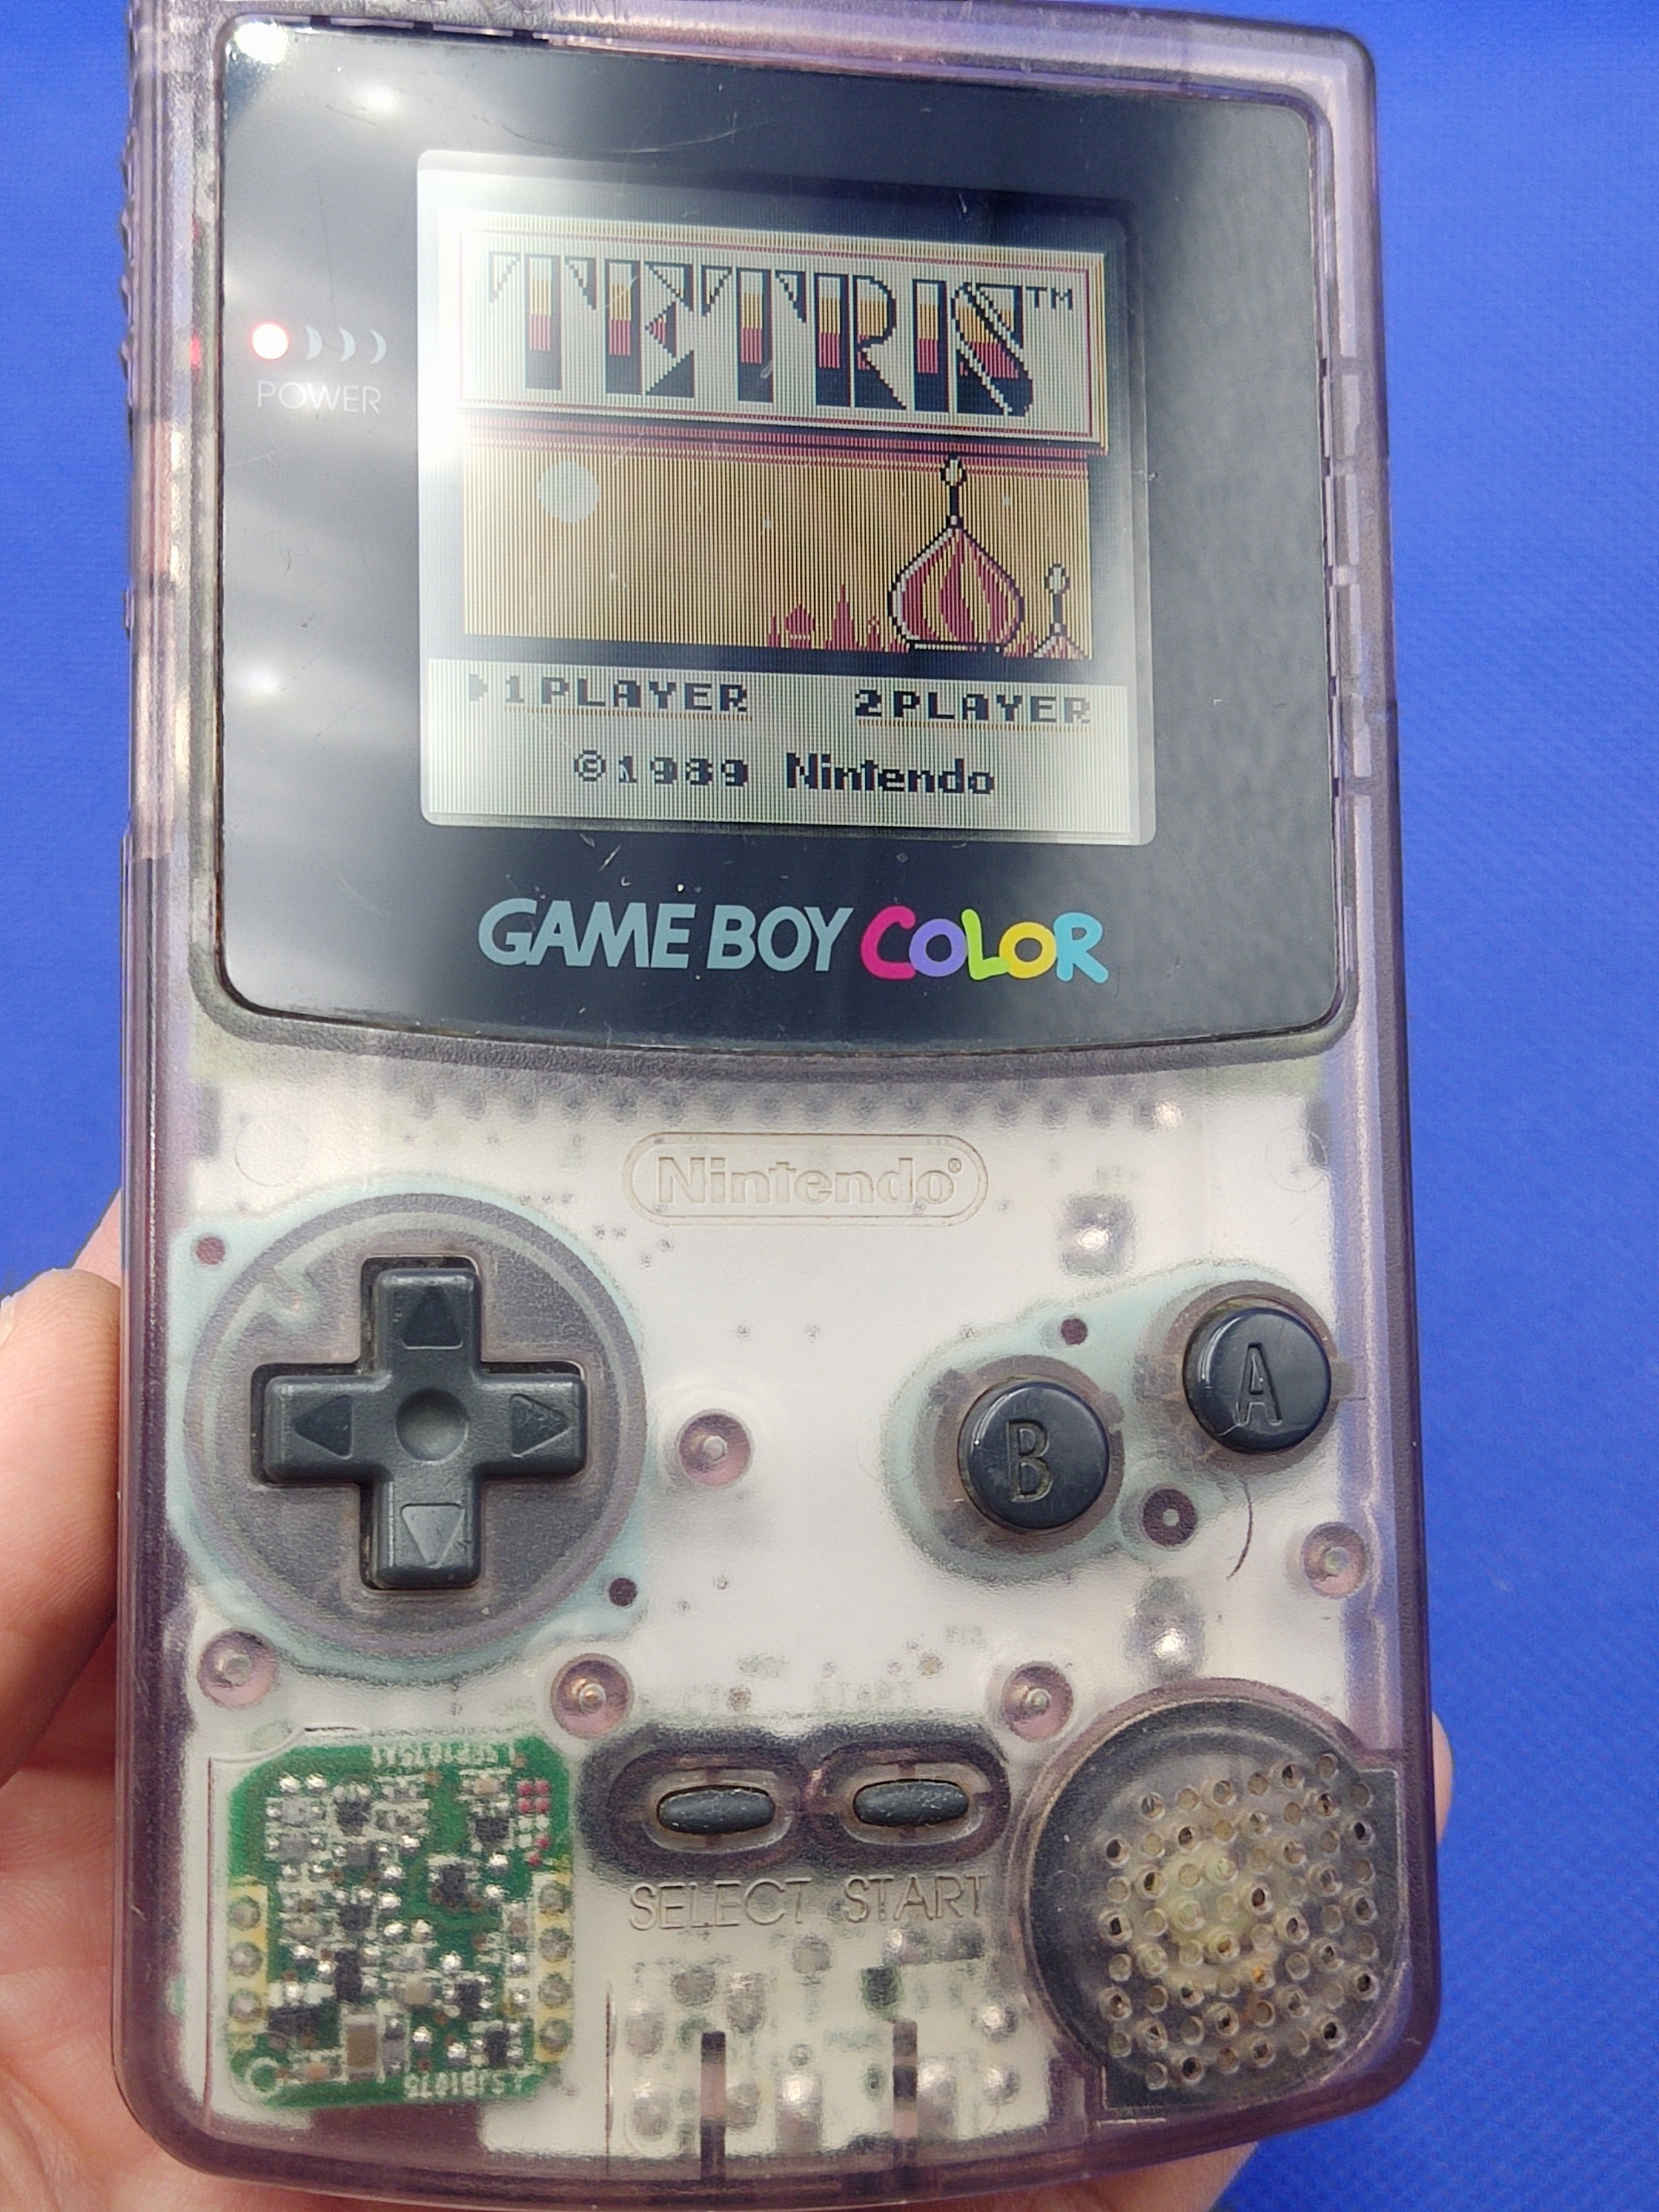 TETRIS™
POWER
▶1PLAYER 2PLAYER
©1989 Nintendo
GAME BOY COLOR
Nintendo®
B
A
SELECT START